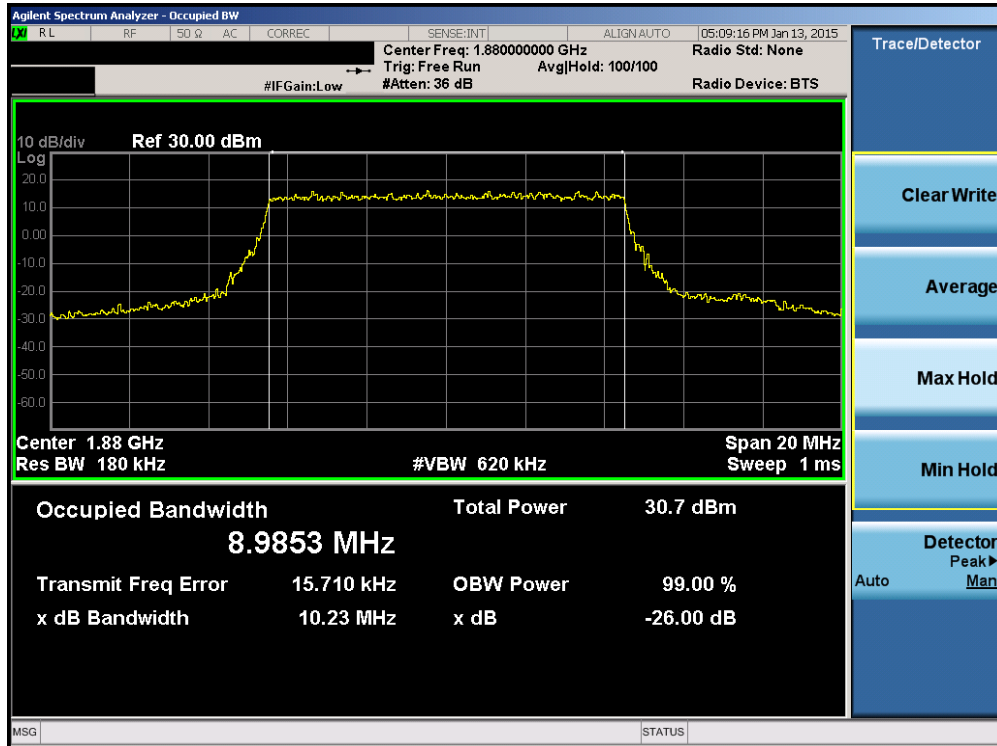 Agilent Spectrum Analyzer - Occupied BW
LXI RL RF 50 Ω AC CORREC SENSE:INT ALIGN AUTO 05:09:16 PM Jan 13, 2015
Center Freq: 1.880000000 GHz Radio Std: None
Trig: Free Run Avg|Hold: 100/100
#IFGain:Low #Atten: 36 dB Radio Device: BTS
10 dB/div Ref 30.00 dBm
Log
20.0
10.0
0.00
-10.0
-20.0
-30.0
-40.0
-50.0
-60.0
Center 1.88 GHz Span 20 MHz
Res BW 180 kHz #VBW 620 kHz Sweep 1 ms
Occupied Bandwidth Total Power 30.7 dBm
8.9853 MHz
Transmit Freq Error 15.710 kHz OBW Power 99.00 %
x dB Bandwidth 10.23 MHz x dB -26.00 dB
MSG STATUS
Trace/Detector
Clear Write
Average
Max Hold
Min Hold
Detector
Peak▶
Auto Man